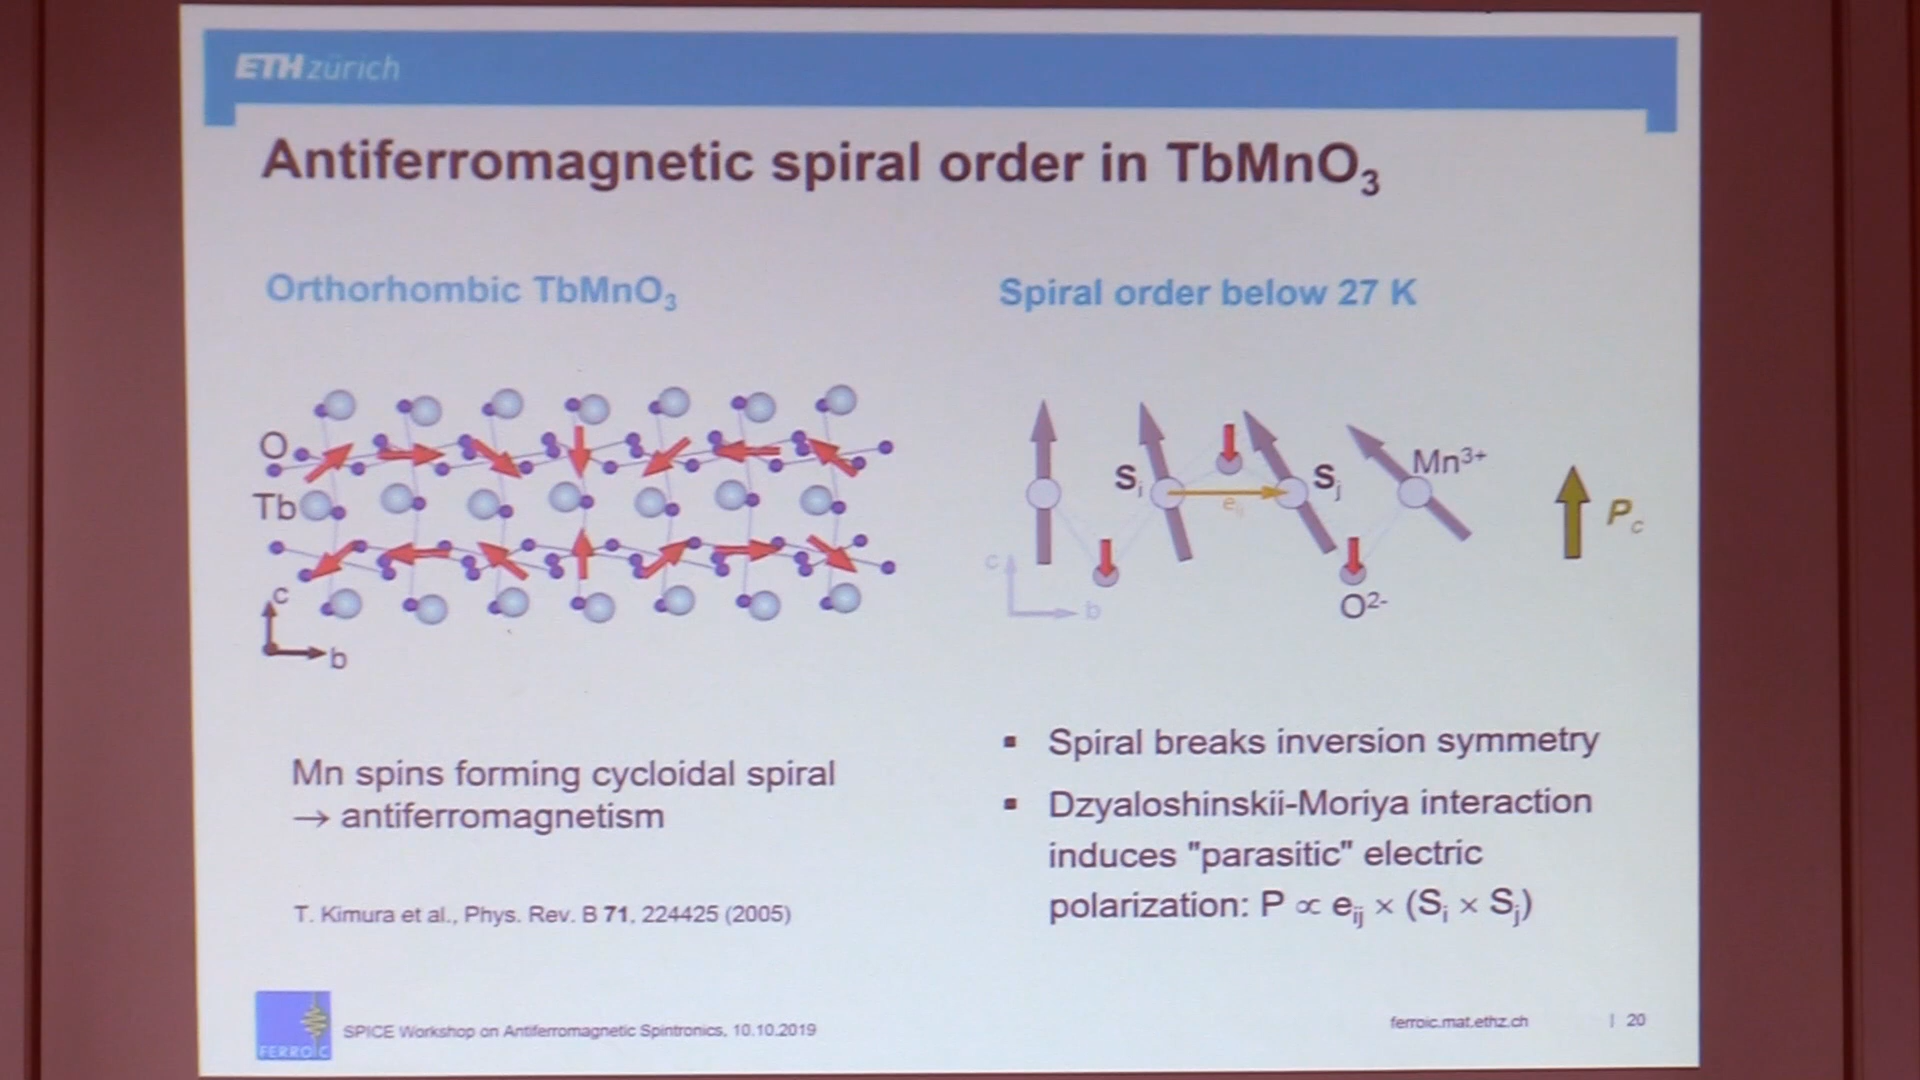 ETH zürich
Antiferromagnetic spiral order in TbMnO₃
Orthorhombic TbMnO₃
Spiral order below 27 K
O
Tb
c
b
Sᵢ
eᵢⱼ
Sⱼ
Mn³⁺
P_c
c
b
O²⁻
Mn spins forming cycloidal spiral
→ antiferromagnetism
T. Kimura et al., Phys. Rev. B 71, 224425 (2005)
▪ Spiral breaks inversion symmetry
▪ Dzyaloshinskii-Moriya interaction
induces "parasitic" electric
polarization: P ∝ eᵢⱼ × (Sᵢ × Sⱼ)
FERROIC
SPICE Workshop on Antiferromagnetic Spintronics, 10.10.2019
ferroic.mat.ethz.ch
| 20